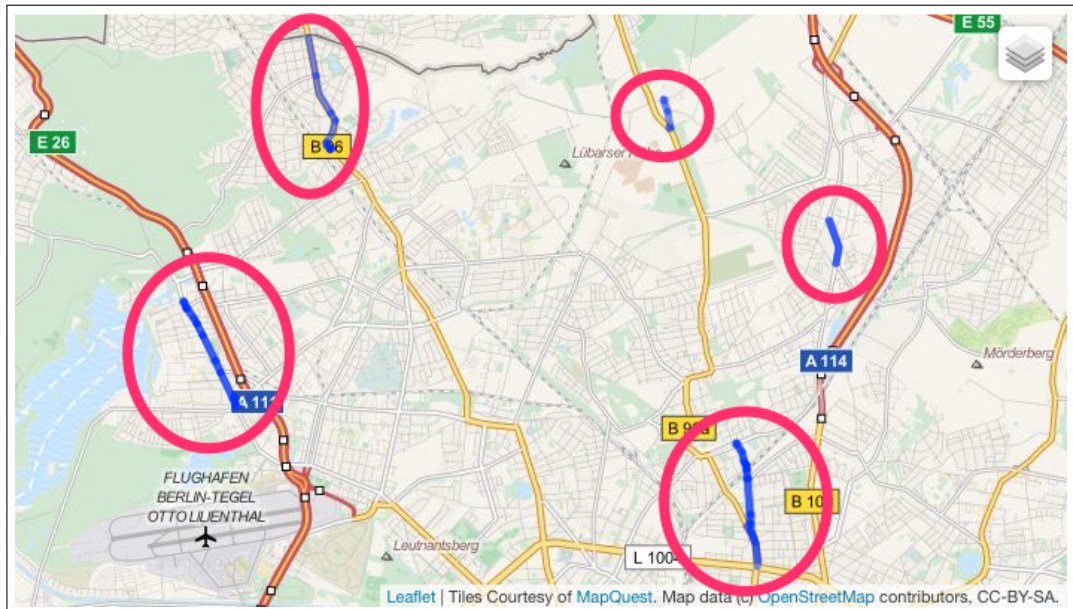 E 55
E 26
B 96
Lübarser Höhe
A 114
Mörderberg
A 111
B 96a
FLUGHAFEN
BERLIN-TEGEL
OTTO LILIENTHAL
B 109
Leutnantsberg
L 1004
Leaflet | Tiles Courtesy of MapQuest. Map data (c) OpenStreetMap contributors, CC-BY-SA.